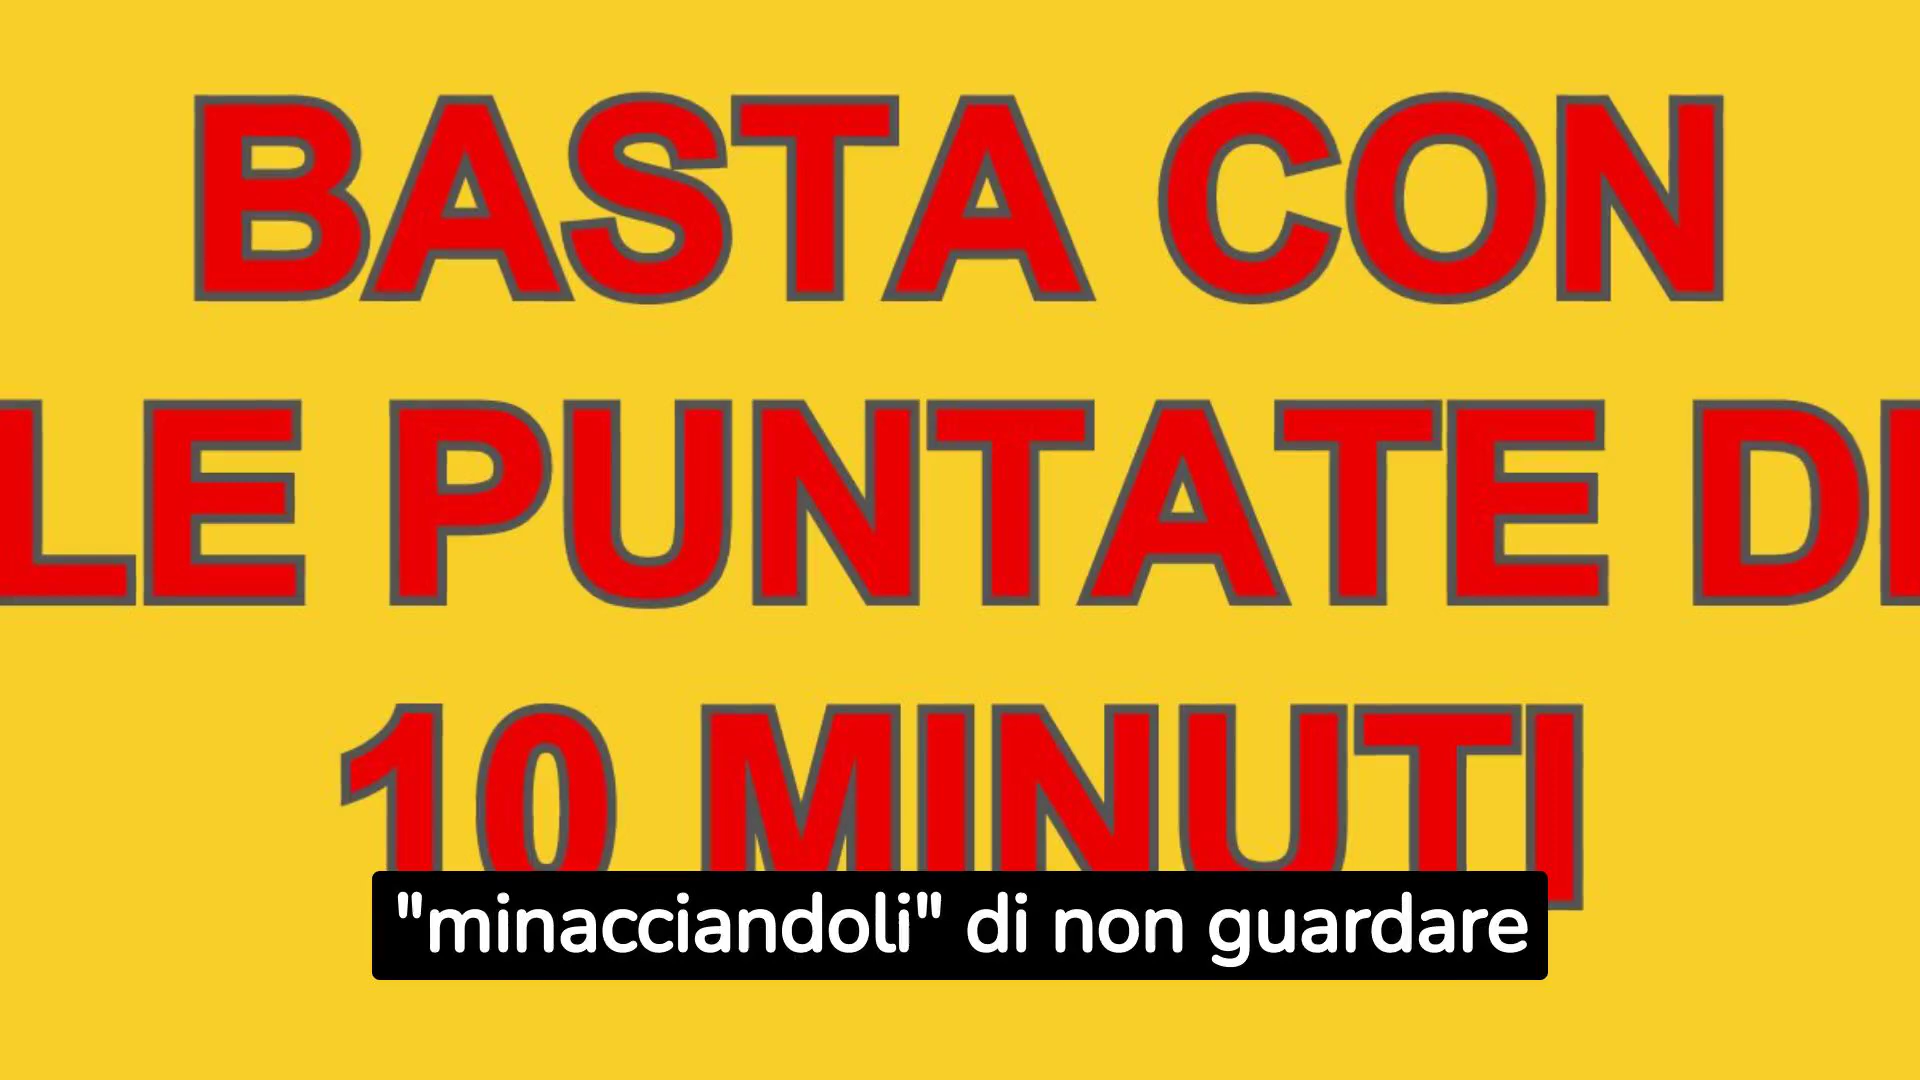 BASTA CON
LE PUNTATE DI
10 MINUTI
"minacciandoli" di non guardare